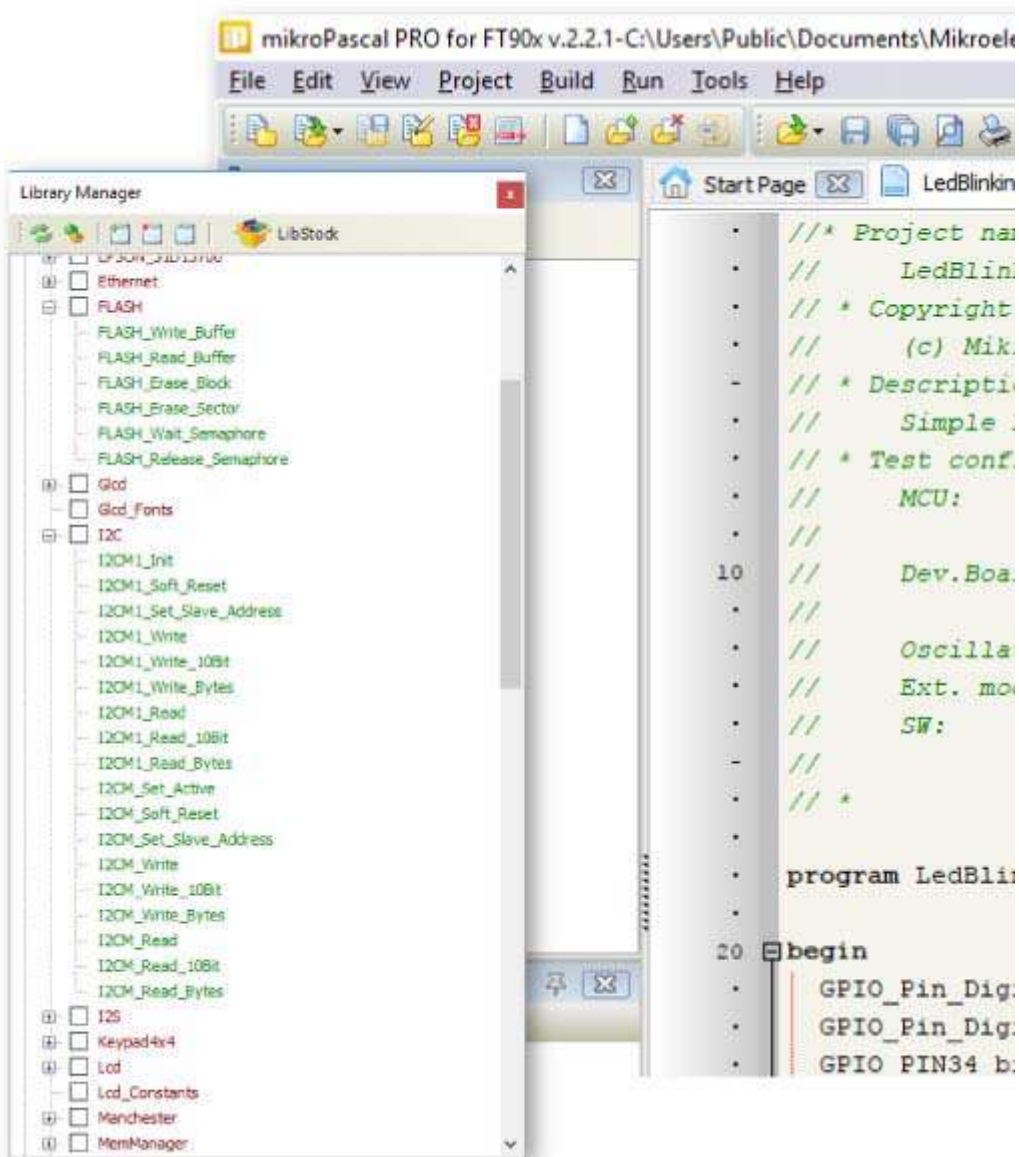 mikroPascal PRO for FT90x v.2.2.1-C:\Users\Public\Documents\Mikroele
File Edit View Project Build Run Tools Help
Library Manager
LibStock
Ethernet
FLASH
FLASH_Write_Buffer
FLASH_Read_Buffer
FLASH_Erase_Block
FLASH_Erase_Sector
FLASH_Wait_Semaphore
FLASH_Release_Semaphore
Glcd
Glcd_Fonts
I2C
I2CM1_Init
I2CM1_Soft_Reset
I2CM1_Set_Slave_Address
I2CM1_Write
I2CM1_Write_10Bit
I2CM1_Write_Bytes
I2CM1_Read
I2CM1_Read_10Bit
I2CM1_Read_Bytes
I2CM_Set_Active
I2CM_Soft_Reset
I2CM_Set_Slave_Address
I2CM_Write
I2CM_Write_10Bit
I2CM_Write_Bytes
I2CM_Read
I2CM_Read_10Bit
I2CM_Read_Bytes
I2S
Keypad4x4
Lcd
Lcd_Constants
Manchester
MemManager
Start Page LedBlinkin
//* Project nam
// LedBlink
// * Copyright
// (c) Mik
// * Descriptio
// Simple
// * Test conf
// MCU:
//
10 // Dev.Boa
//
// Oscilla
// Ext. mod
// SW:
//
// *
program LedBlin
20 begin
GPIO_Pin_Digi
GPIO_Pin_Digi
GPIO_PIN34_bi